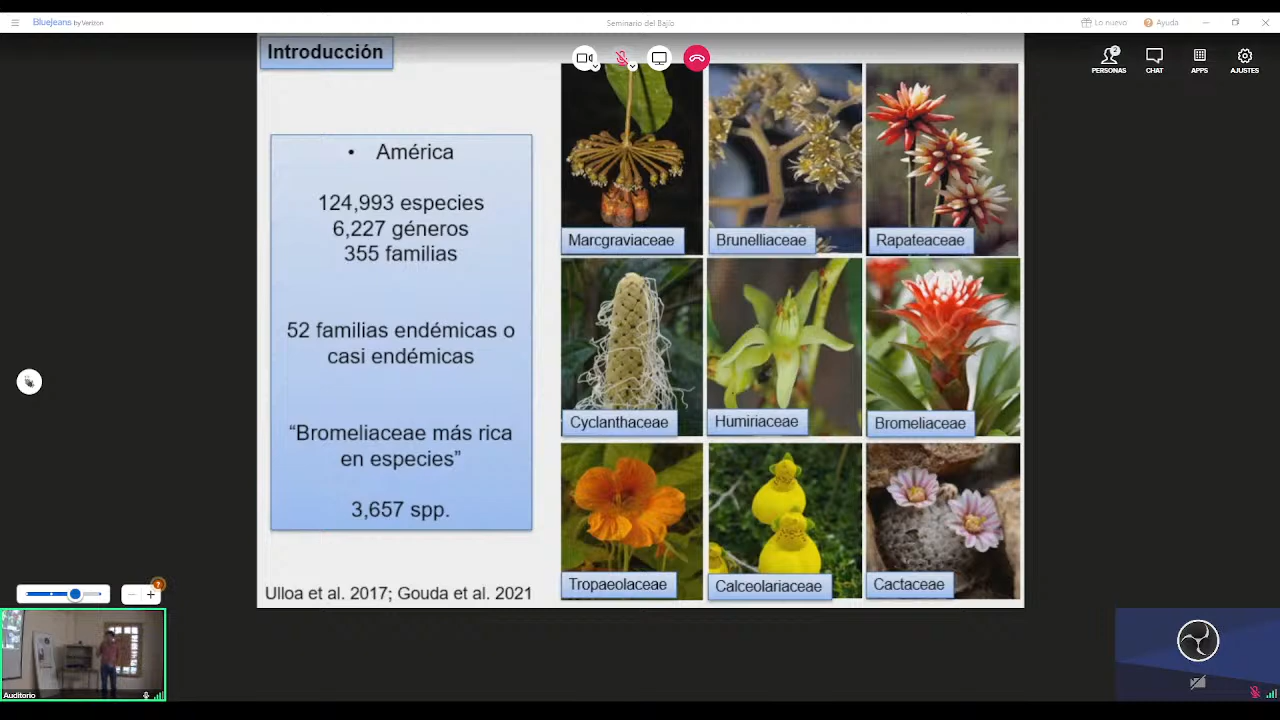 Bluejeans by Verizon
Seminario del Bajío
Lo nuevo
Ayuda
Introducción
PERSONAS
2
CHAT
APPS
AJUSTES
• América
124,993 especies
6,227 géneros
355 familias
52 familias endémicas o
casi endémicas
“Bromeliaceae más rica
en especies”
3,657 spp.
Marcgraviaceae
Brunelliaceae
Rapateaceae
Cyclanthaceae
Humiriaceae
Bromeliaceae
Tropaeolaceae
Calceolariaceae
Cactaceae
Ulloa et al. 2017; Gouda et al. 2021
Auditorio